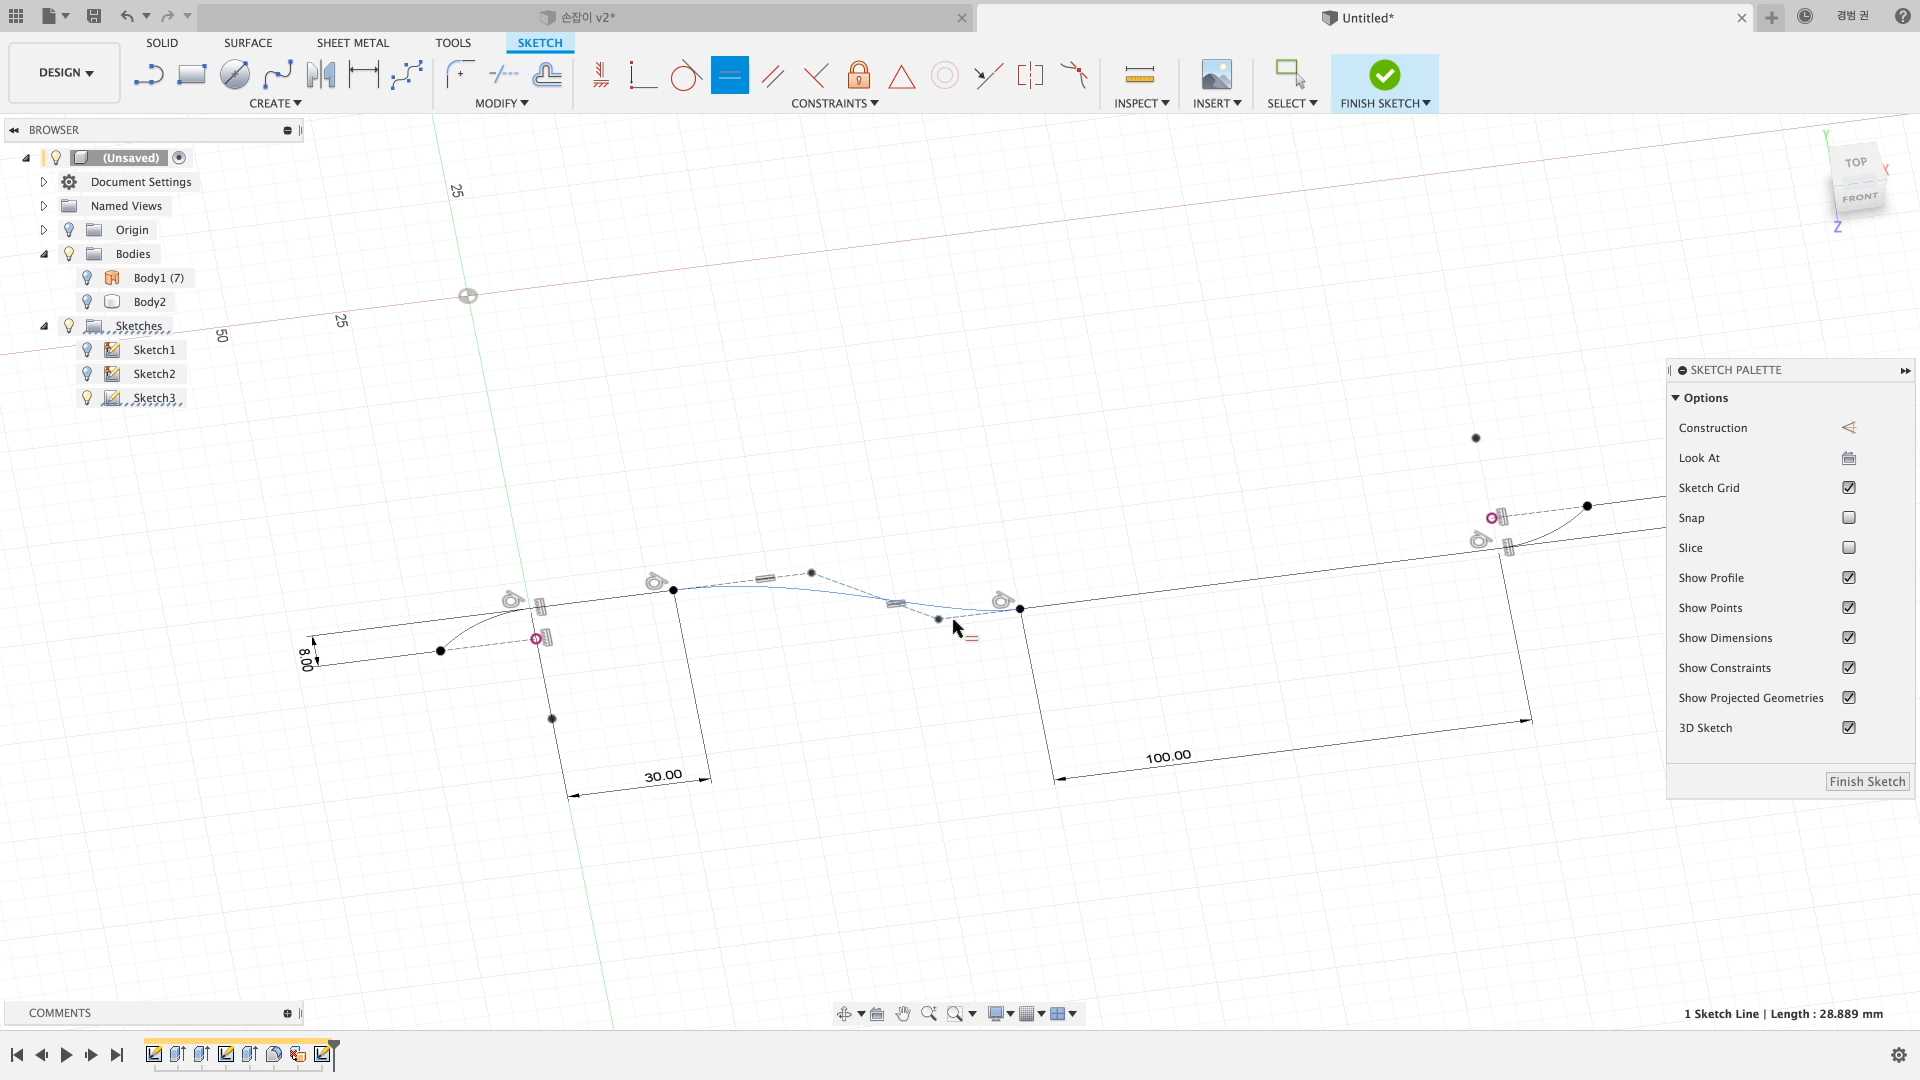 손잡이 v2*
Untitled*
경범 권
DESIGN
SOLID
SURFACE
SHEET METAL
TOOLS
SKETCH
CREATE
MODIFY
CONSTRAINTS
INSPECT
INSERT
SELECT
FINISH SKETCH
BROWSER
(Unsaved)
Document Settings
Named Views
Origin
Bodies
Body1 (7)
Body2
Sketches
Sketch1
Sketch2
Sketch3
25
25
50
TOP
FRONT
Y
X
Z
8.00
30.00
100.00
SKETCH PALETTE
Options
Construction
Look At
Sketch Grid
Snap
Slice
Show Profile
Show Points
Show Dimensions
Show Constraints
Show Projected Geometries
3D Sketch
Finish Sketch
COMMENTS
1 Sketch Line | Length : 28.889 mm